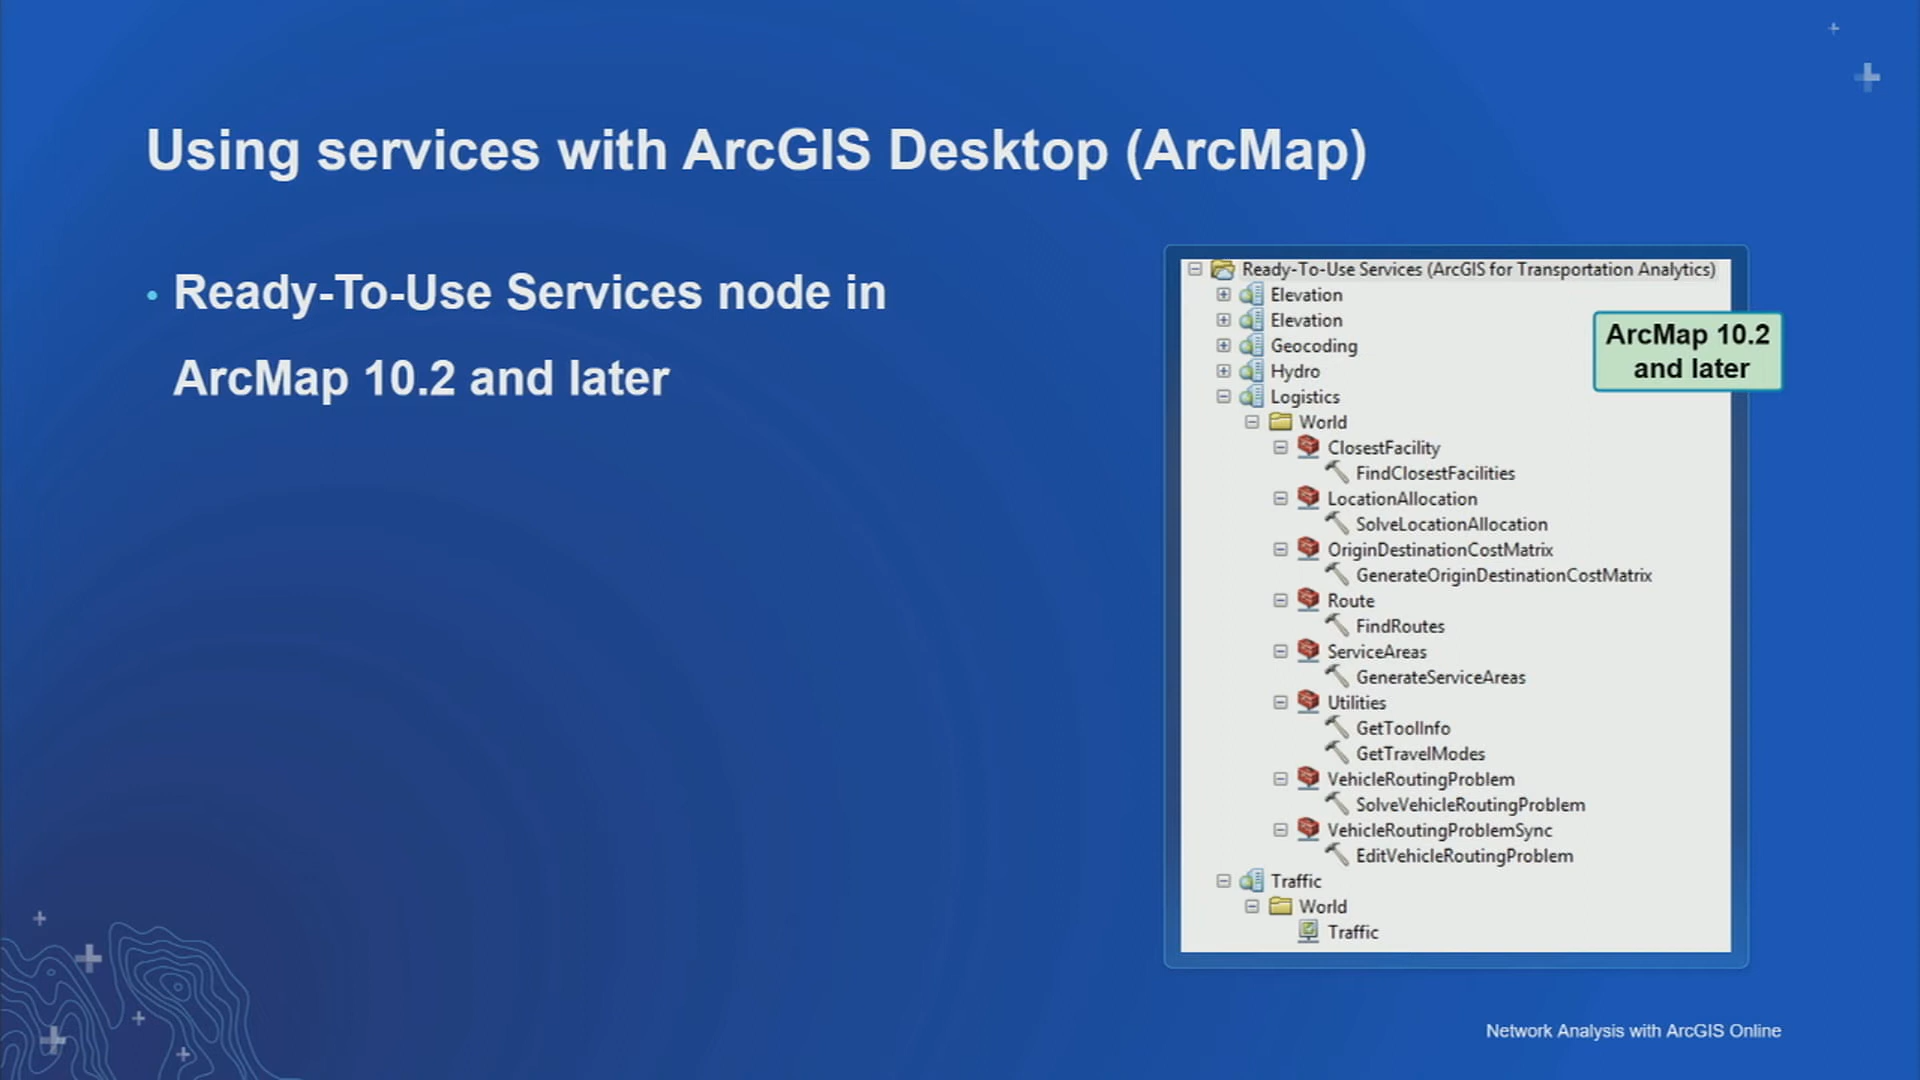 Using services with ArcGIS Desktop (ArcMap)
• Ready-To-Use Services node in
ArcMap 10.2 and later
Ready-To-Use Services (ArcGIS for Transportation Analytics)
Elevation
Elevation
Geocoding
Hydro
Logistics
World
ClosestFacility
FindClosestFacilities
LocationAllocation
SolveLocationAllocation
OriginDestinationCostMatrix
GenerateOriginDestinationCostMatrix
Route
FindRoutes
ServiceAreas
GenerateServiceAreas
Utilities
GetToolInfo
GetTravelModes
VehicleRoutingProblem
SolveVehicleRoutingProblem
VehicleRoutingProblemSync
EditVehicleRoutingProblem
Traffic
World
Traffic
ArcMap 10.2
and later
Network Analysis with ArcGIS Online